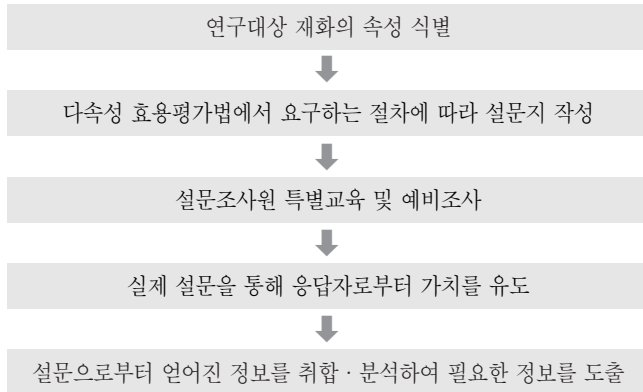 연구대상 재화의 속성 식별
다속성 효용평가법에서 요구하는 절차에 따라 설문지 작성
설문조사원 특별교육 및 예비조사
실제 설문을 통해 응답자로부터 가치를 유도
설문으로부터 얻어진 정보를 취합 · 분석하여 필요한 정보를 도출